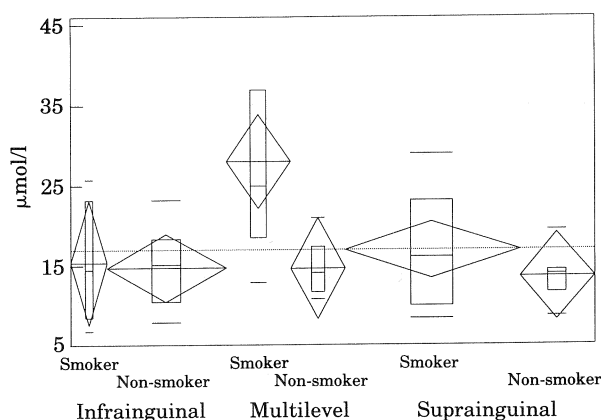 45
35
25
15
5
μmol/l
Smoker Smoker Smoker
Non-smoker Non-smoker Non-smoker
Infrainguinal Multilevel Suprainguinal